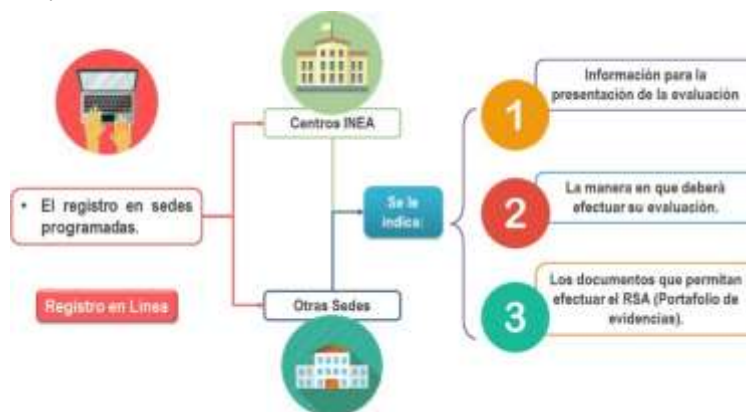 • El registro en sedes
programadas.
Registro en Línea
Centros INEA
Otras Sedes
Se le
indica:
1
Información para la
presentación de la evaluación
2
La manera en que deberá
efectuar su evaluación.
3
Los documentos que permitan
efectuar el RSA (Portafolio de
evidencias).